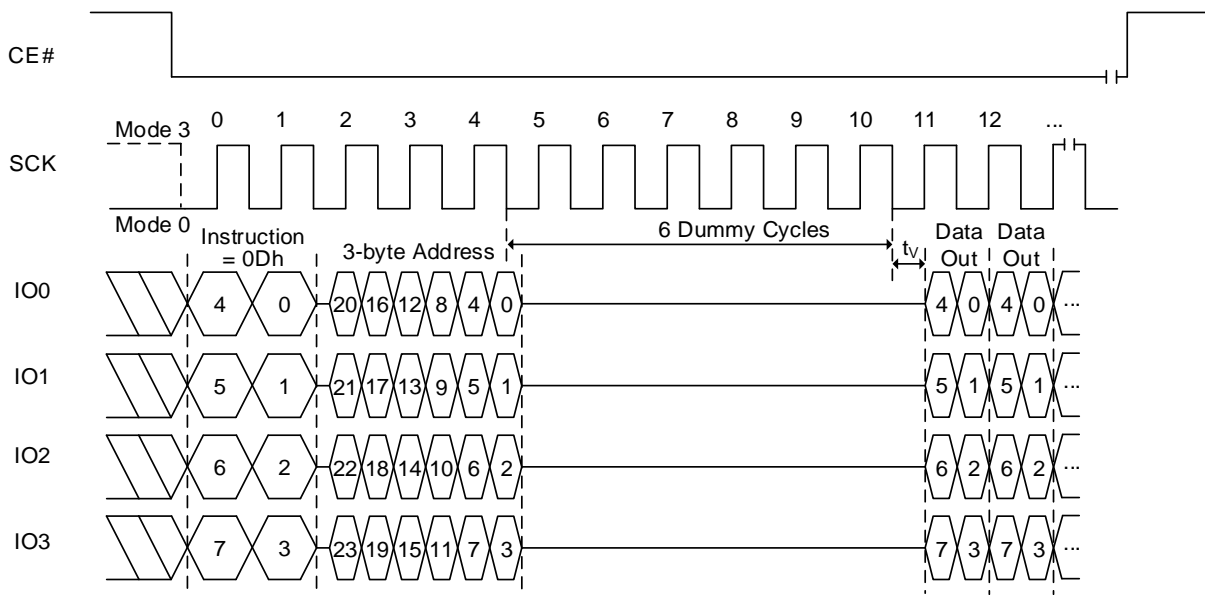 CE#
0 1 2 3 4 5 6 7 8 9 10 11 12 ...
Mode 3
SCK
Mode 0
Instruction
= 0Dh
3-byte Address
6 Dummy Cycles
tV
Data
Out
Data
Out
IO0 4 0 20 16 12 8 4 0 4 0 4 0 ...
IO1 5 1 21 17 13 9 5 1 5 1 5 1 ...
IO2 6 2 22 18 14 10 6 2 6 2 6 2 ...
IO3 7 3 23 19 15 11 7 3 7 3 7 3 ...